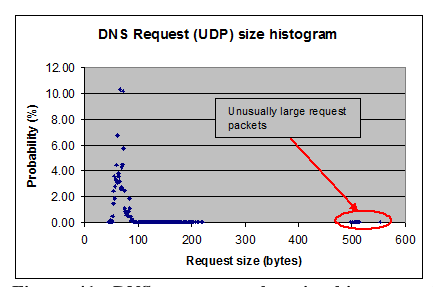 DNS Request (UDP) size histogram
12.00
10.00
8.00
6.00
4.00
2.00
0.00
Probability (%)
Unusually large request
packets
0 100 200 300 400 500 600
Request size (bytes)